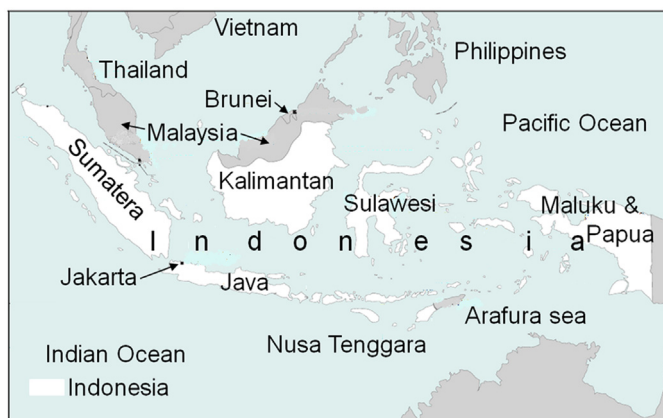 Vietnam
Philippines
Thailand
Brunei
Malaysia
Pacific Ocean
Sumatera
Kalimantan
Sulawesi
Maluku &
Papua
Indonesia
Jakarta
Java
Arafura sea
Nusa Tenggara
Indian Ocean
Indonesia